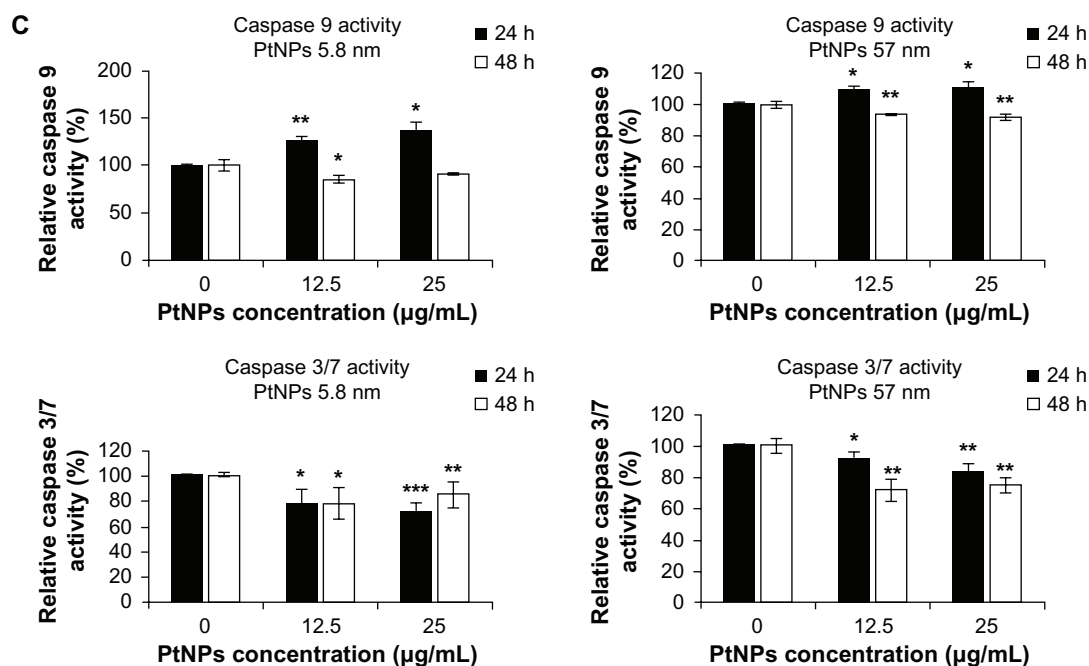 C
Caspase 9 activity
PtNPs 5.8 nm
24 h
48 h
Relative caspase 9
activity (%)
200
150
100
50
0
**
*
*
0
12.5
25
PtNPs concentration (µg/mL)
Caspase 9 activity
PtNPs 57 nm
24 h
48 h
Relative caspase 9
activity (%)
120
100
80
60
40
20
0
*
**
*
**
0
12.5
25
PtNPs concentration (µg/mL)
Caspase 3/7 activity
PtNPs 5.8 nm
24 h
48 h
Relative caspase 3/7
activity (%)
120
100
80
60
40
20
0
*
*
***
**
0
12.5
25
PtNPs concentration (µg/mL)
Caspase 3/7 activity
PtNPs 57 nm
24 h
48 h
Relative caspase 3/7
activity (%)
120
100
80
60
40
20
0
*
**
**
**
0
12.5
25
PtNPs concentration (µg/mL)